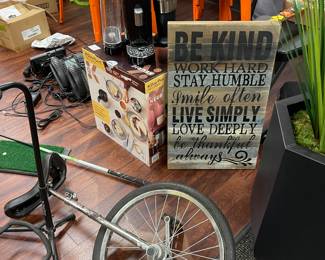 BE KIND
WORK HARD
STAY HUMBLE
Smile often
LIVE SIMPLY
LOVE DEEPLY
be thankful
always